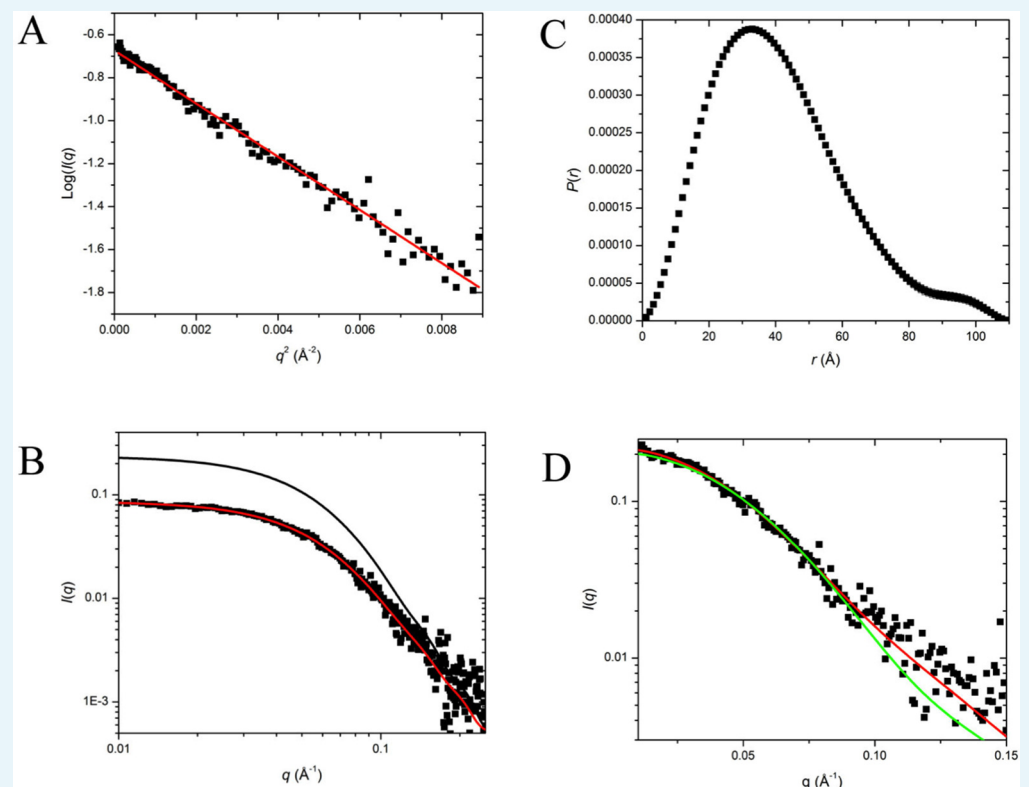 A
-0.6
-0.8
-1.0
-1.2
-1.4
-1.6
-1.8
Log(I(q)
0.000 0.002 0.004 0.006 0.008
q² (Å⁻²)
C
0.00040
0.00035
0.00030
0.00025
0.00020
0.00015
0.00010
0.00005
0.00000
P(r)
0 20 40 60 80 100
r (Å)
B
0.1
0.01
1E-3
I(q)
0.01 0.1
q (Å⁻¹)
D
0.1
0.01
I(q)
0.05 0.10 0.15
q (Å⁻¹)